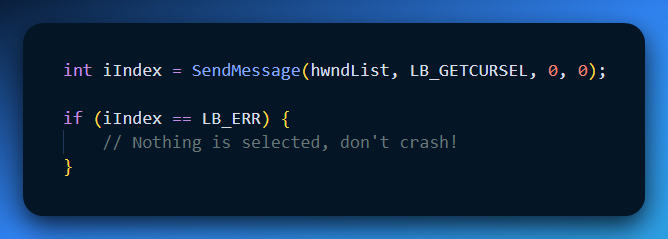 int iIndex = SendMessage(hwndList, LB_GETCURSEL, 0, 0);
if (iIndex == LB_ERR) {
    // Nothing is selected, don't crash!
}